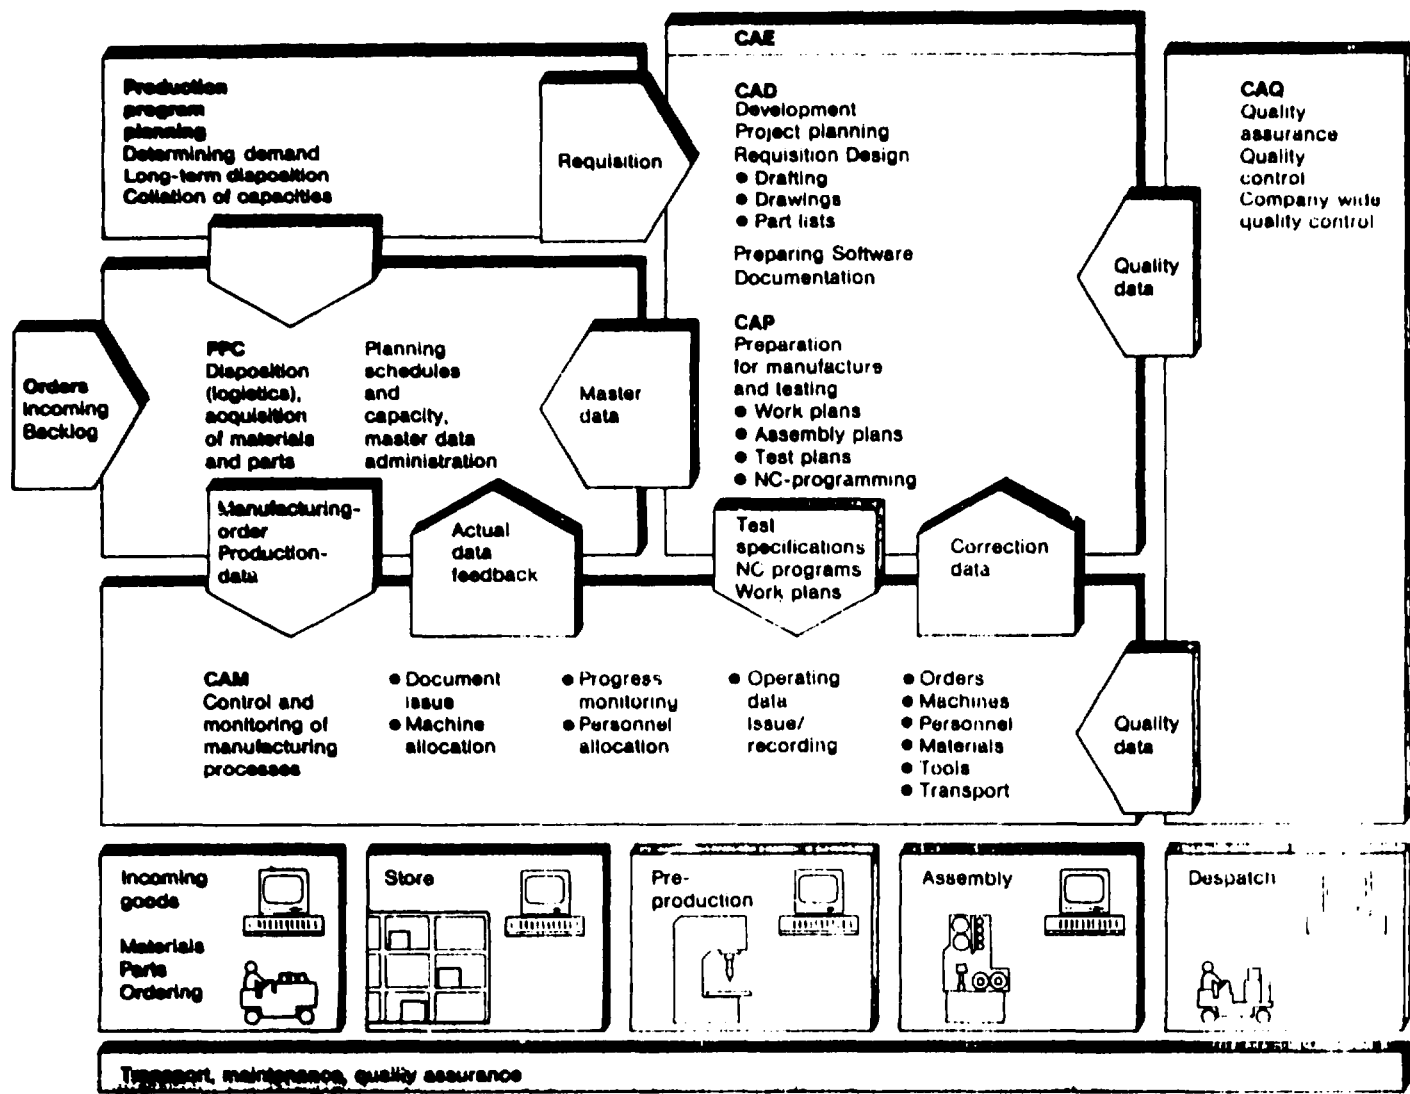 Production
program
planning
Determining demand
Long-term disposition
Collation of capacities
Requisition
CAE
CAD
Development
Project planning
Requisition Design
● Drafting
● Drawings
● Part lists
Preparing Software
Documentation
CAP
Preparation
for manufacture
and testing
● Work plans
● Assembly plans
● Test plans
● NC-programming
CAQ
Quality
assurance
Quality
control
Company wide
quality control
Quality
data
Orders
Incoming
Backlog
PPC
Disposition
(logistics),
acquisition
of materials
and parts
Planning
schedules
and
capacity,
master data
administration
Master
data
Manufacturing-
order
Production-
data
Actual
data
feedback
Test
specifications
NC programs
Work plans
Correction
data
CAM
Control and
monitoring of
manufacturing
processes
● Document
issue
● Machine
allocation
● Progress
monitoring
● Personnel
allocation
● Operating
data
issue/
recording
● Orders
● Machines
● Personnel
● Materials
● Tools
● Transport
Quality
data
Incoming
goods
Materials
Parts
Ordering
Store
Pre-
production
Assembly
Despatch
Transport, maintenance, quality assurance